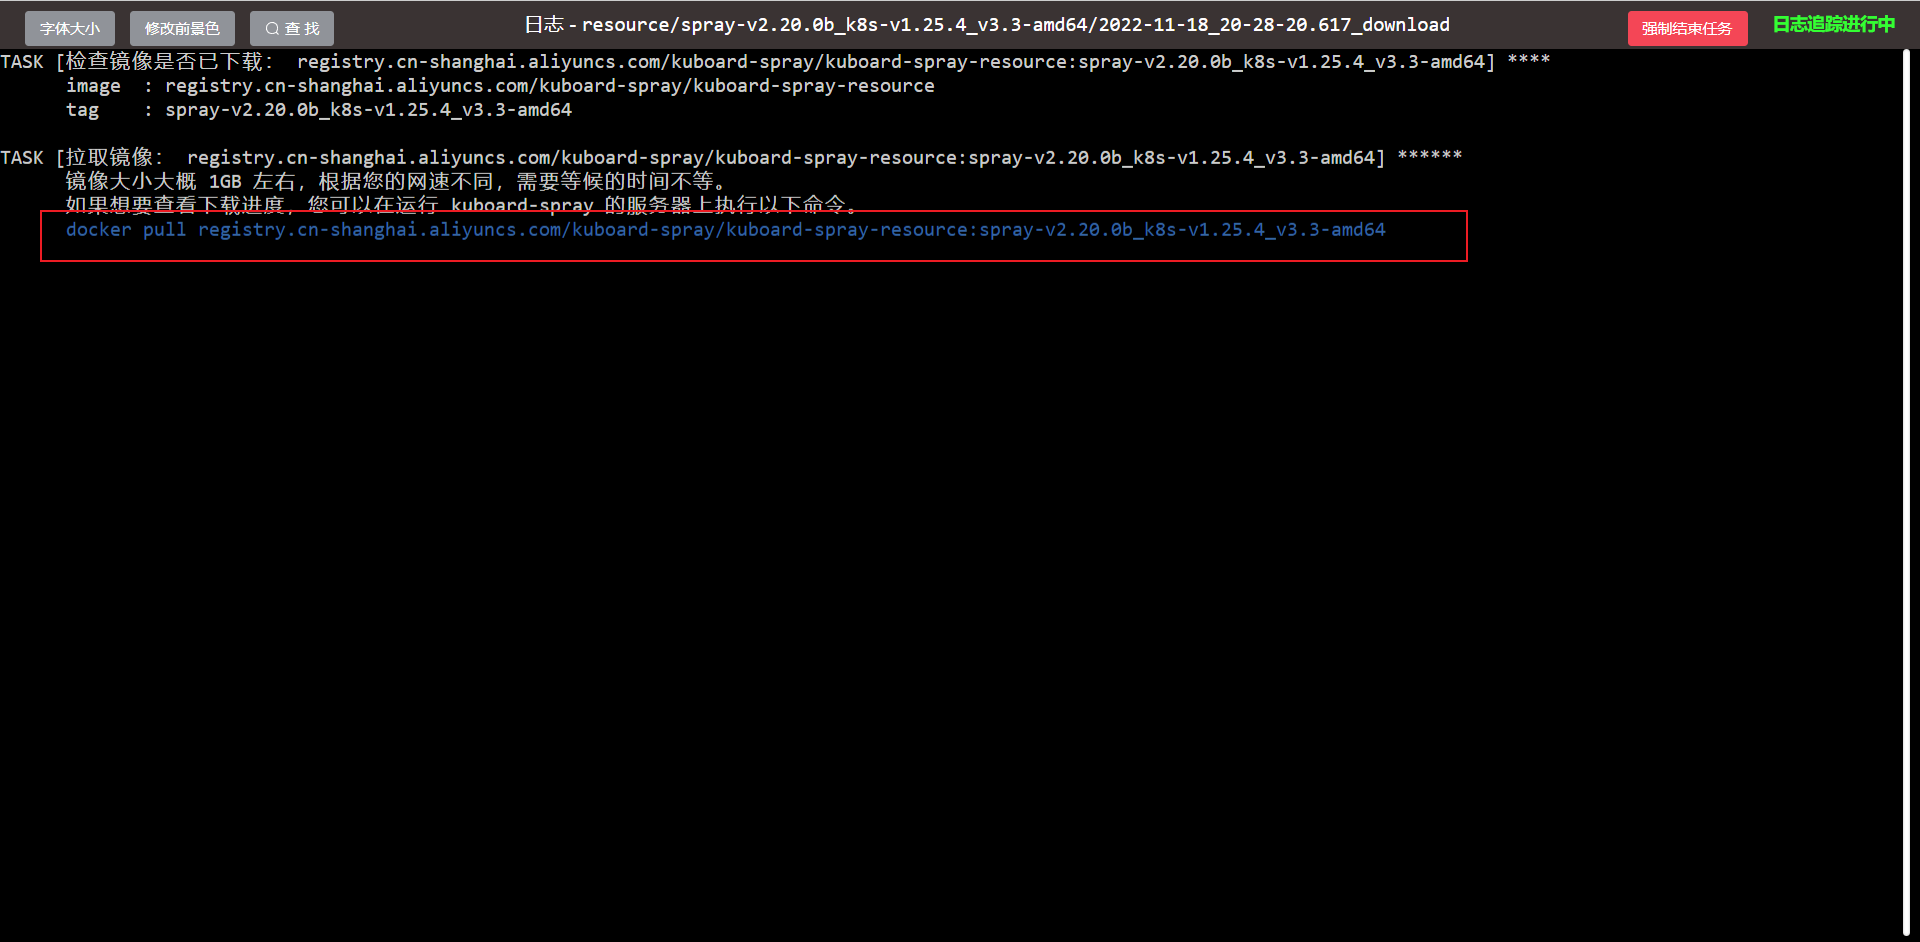 字体大小 修改前景色 查 找 日志 - resource/spray-v2.20.0b_k8s-v1.25.4_v3.3-amd64/2022-11-18_20-28-20.617_download 强制结束任务 日志追踪进行中
TASK [检查镜像是否已下载： registry.cn-shanghai.aliyuncs.com/kuboard-spray/kuboard-spray-resource:spray-v2.20.0b_k8s-v1.25.4_v3.3-amd64] ****
image : registry.cn-shanghai.aliyuncs.com/kuboard-spray/kuboard-spray-resource
tag : spray-v2.20.0b_k8s-v1.25.4_v3.3-amd64
TASK [拉取镜像： registry.cn-shanghai.aliyuncs.com/kuboard-spray/kuboard-spray-resource:spray-v2.20.0b_k8s-v1.25.4_v3.3-amd64] ******
镜像大小大概 1GB 左右，根据您的网速不同，需要等候的时间不等。
如果想要查看下载进度，您可以在运行 kuboard-spray 的服务器上执行以下命令。
docker pull registry.cn-shanghai.aliyuncs.com/kuboard-spray/kuboard-spray-resource:spray-v2.20.0b_k8s-v1.25.4_v3.3-amd64